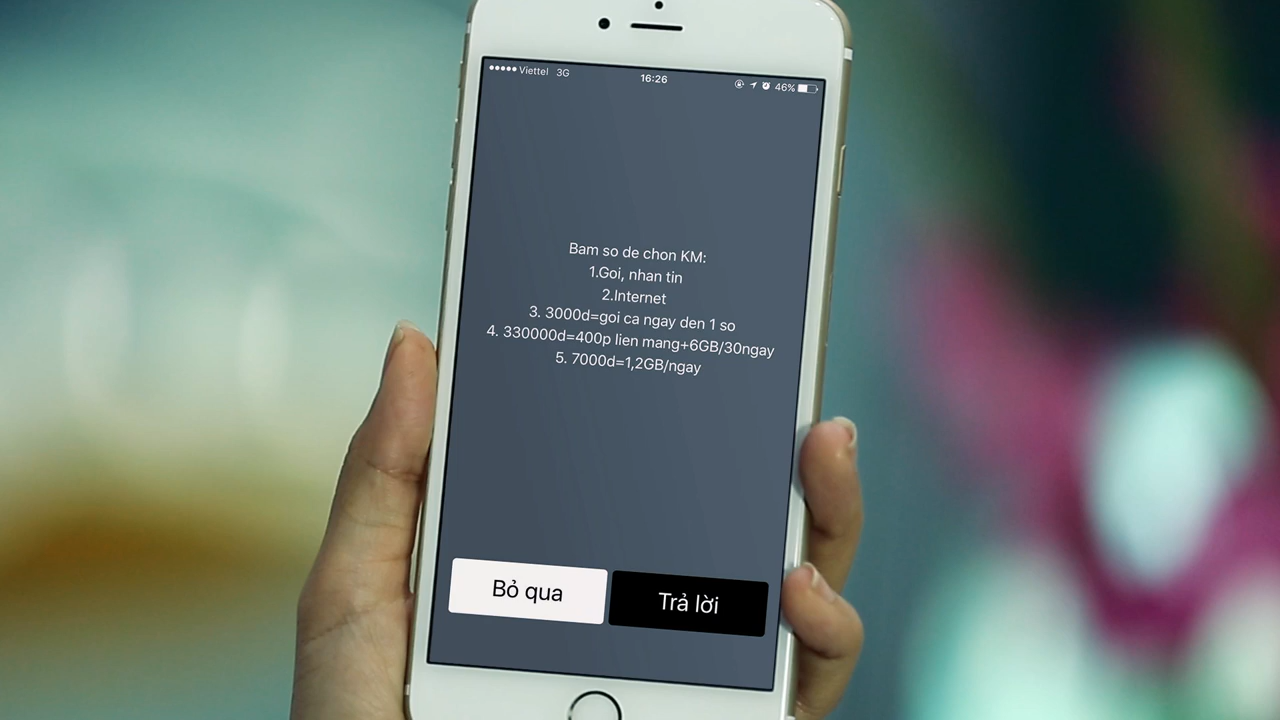 ●●●●● Viettel 3G 16:26 46%
Bam so de chon KM:
1.Goi, nhan tin
2.Internet
3. 3000d=goi ca ngay den 1 so
4. 330000d=400p lien mang+6GB/30ngay
5. 7000d=1,2GB/ngay
Bỏ qua Trả lời